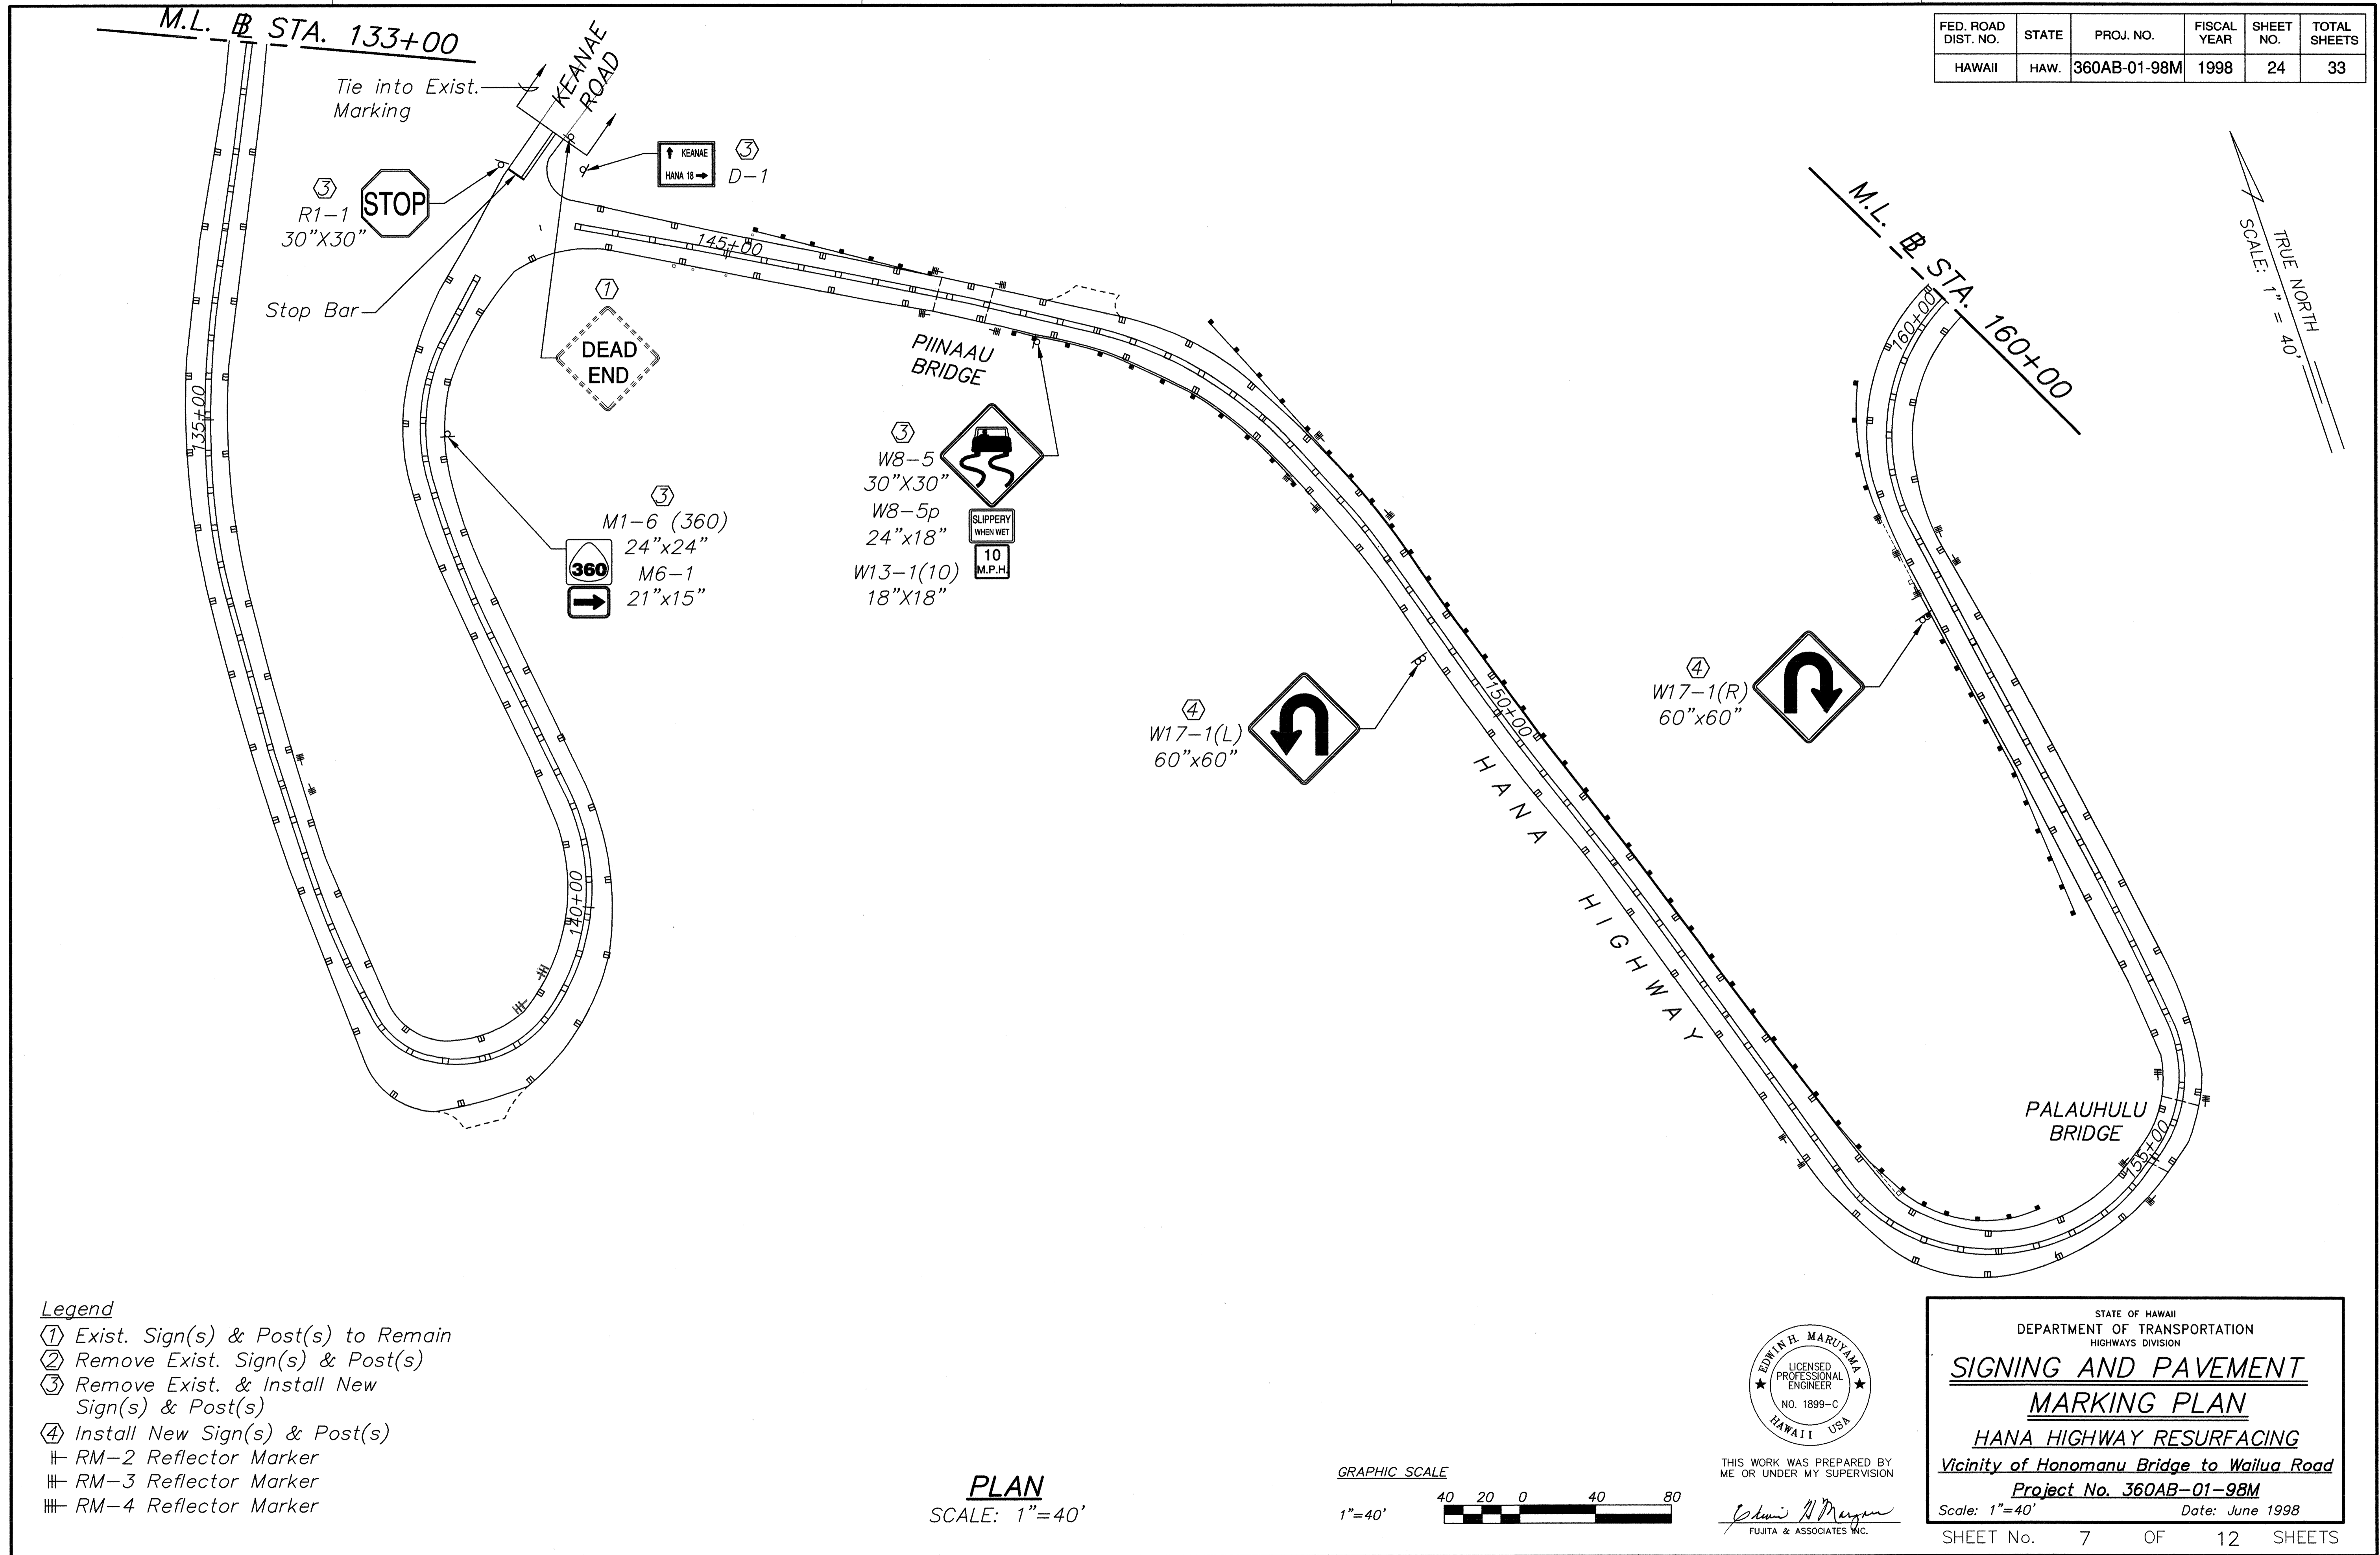 M.L. BL STA. 133+00
FED. ROAD DIST. NO.
STATE
PROJ. NO.
FISCAL YEAR
SHEET NO.
TOTAL SHEETS
HAWAII
HAW.
360AB-01-98M
1998
24
33
KEANAE
ROAD
Tie into Exist.
Marking
↑ KEANAE
HANA 18 →
3
D-1
3
R1-1
30"X30"
STOP
Stop Bar
1
DEAD
END
135+00
145+00
PIINAAU
BRIDGE
3
M1-6 (360)
24"x24"
M6-1
21"x15"
360
3
W8-5
30"X30"
W8-5p
24"x18"
W13-1(10)
18"X18"
SLIPPERY
WHEN WET
10
M.P.H.
M.L. BL STA. 160+00
160+00
TRUE NORTH
SCALE: 1" = 40'
4
W17-1(L)
60"x60"
4
W17-1(R)
60"x60"
150+00
HANA HIGHWAY
140+00
PALAUHULU
BRIDGE
155+00
Legend
1 Exist. Sign(s) & Post(s) to Remain
2 Remove Exist. Sign(s) & Post(s)
3 Remove Exist. & Install New
Sign(s) & Post(s)
4 Install New Sign(s) & Post(s)
RM-2 Reflector Marker
RM-3 Reflector Marker
RM-4 Reflector Marker
PLAN
SCALE: 1"=40'
GRAPHIC SCALE
1"=40'
40 20 0 40 80
EDWIN H. MARUYAMA
LICENSED
PROFESSIONAL
ENGINEER
NO. 1899-C
HAWAII USA
THIS WORK WAS PREPARED BY
ME OR UNDER MY SUPERVISION
FUJITA & ASSOCIATES INC.
STATE OF HAWAII
DEPARTMENT OF TRANSPORTATION
HIGHWAYS DIVISION
SIGNING AND PAVEMENT
MARKING PLAN
HANA HIGHWAY RESURFACING
Vicinity of Honomanu Bridge to Wailua Road
Project No. 360AB-01-98M
Scale: 1"=40' Date: June 1998
SHEET No. 7 OF 12 SHEETS